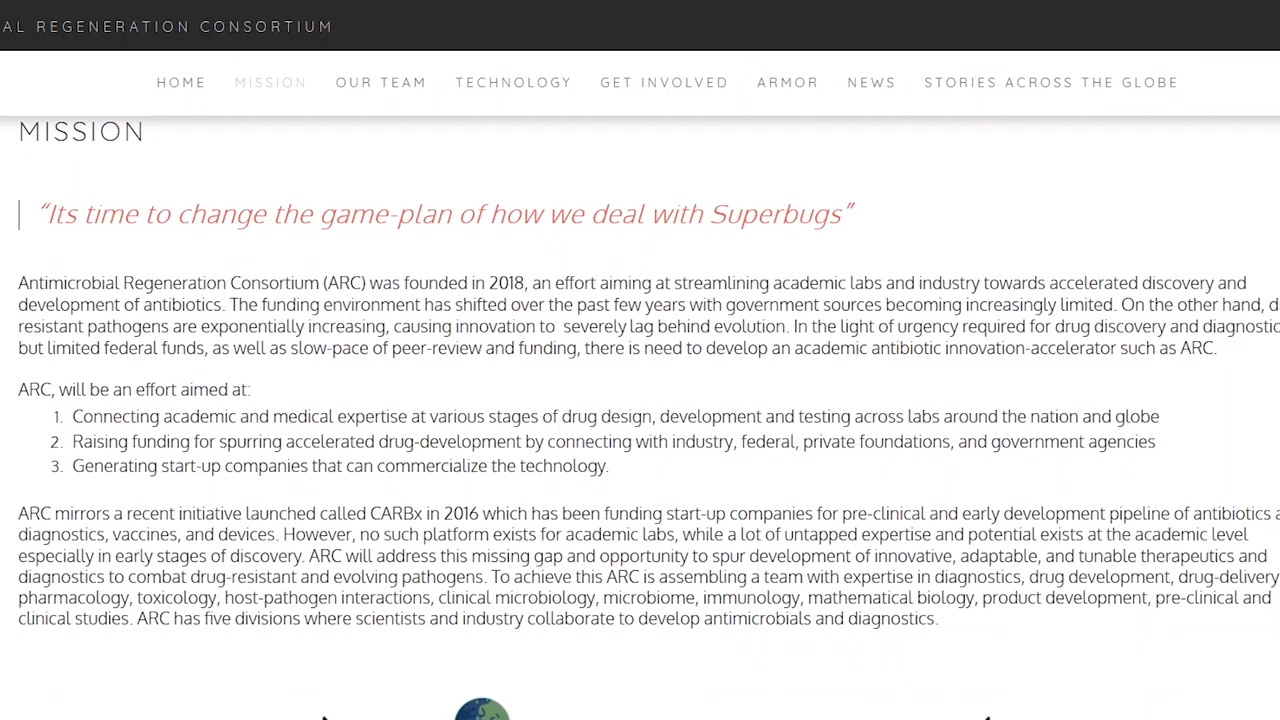 AL REGENERATION CONSORTIUM
HOME MISSION OUR TEAM TECHNOLOGY GET INVOLVED ARMOR NEWS STORIES ACROSS THE GLOBE
MISSION
“Its time to change the game-plan of how we deal with Superbugs”
Antimicrobial Regeneration Consortium (ARC) was founded in 2018, an effort aiming at streamlining academic labs and industry towards accelerated discovery and
development of antibiotics. The funding environment has shifted over the past few years with government sources becoming increasingly limited. On the other hand,
resistant pathogens are exponentially increasing, causing innovation to severely lag behind evolution. In the light of urgency required for drug discovery and
but limited federal funds, as well as slow-pace of peer-review and funding, there is need to develop an academic antibiotic innovation-accelerator such as ARC.
ARC, will be an effort aimed at:
1. Connecting academic and medical expertise at various stages of drug design, development and testing across labs around the nation and globe
2. Raising funding for spurring accelerated drug-development by connecting with industry, federal, private foundations, and government agencies
3. Generating start-up companies that can commercialize the technology.
ARC mirrors a recent initiative launched called CARBx in 2016 which has been funding start-up companies for pre-clinical and early development pipeline of antibiotics
diagnostics, vaccines, and devices. However, no such platform exists for academic labs, while a lot of untapped expertise and potential exists at the academic level
especially in early stages of discovery. ARC will address this missing gap and opportunity to spur development of innovative, adaptable, and tunable therapeutics and
diagnostics to combat drug-resistant and evolving pathogens. To achieve this ARC is assembling a team with expertise in diagnostics, drug development, drug-delivery
pharmacology, toxicology, host-pathogen interactions, clinical microbiology, microbiome, immunology, mathematical biology, product development, pre-clinical and
clinical studies. ARC has five divisions where scientists and industry collaborate to develop antimicrobials and diagnostics.